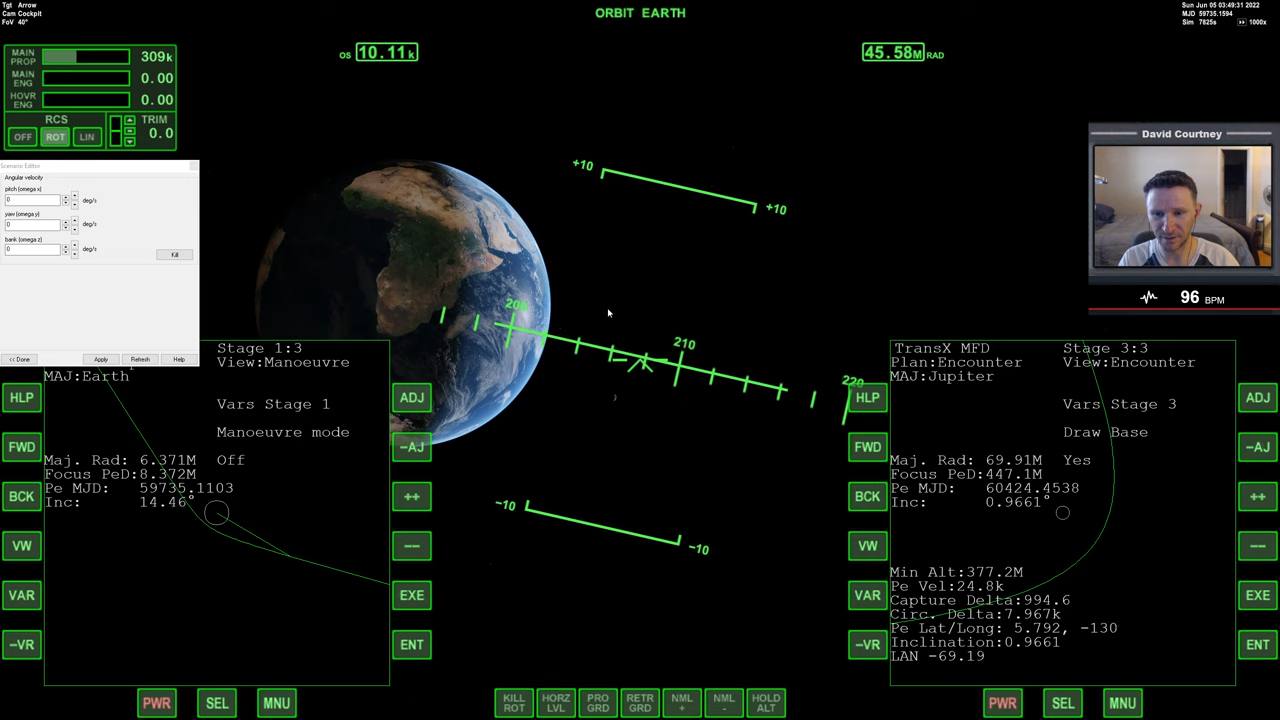 Tgt Arrow
Cam Cockpit
FoV 40°
ORBIT EARTH
Sun Jun 05 03:49:31 2022
MJD 59735.1594
Sim 7825s
1000x
MAIN PROP 309k
MAIN ENG 0.00
HOVR ENG 0.00
RCS
TRIM
OFF ROT LIN
0.0
OS 10.11k
45.58M RAD
David Courtney
96 BPM
Scenario Editor
Angular velocity
pitch (omega x)
0 deg/s
yaw (omega y)
0 deg/s
bank (omega z)
0 deg/s
Kill
<< Done Apply Refresh Help
+10 +10
200 210 220
-10 -10
Stage 1:3
View:Manoeuvre
MAJ:Earth
Vars Stage 1
Manoeuvre mode
Maj. Rad: 6.371M Off
Focus PeD:8.372M
Pe MJD: 59735.1103
Inc: 14.46°
HLP
FWD
BCK
VW
VAR
-VR
ADJ
-AJ
++
--
EXE
ENT
PWR SEL MNU
KILL ROT
HORZ LVL
PRO GRD
RETR GRD
NML +
NML -
HOLD ALT
TransX MFD Stage 3:3
Plan:Encounter View:Encounter
MAJ:Jupiter
Vars Stage 3
Draw Base
Maj. Rad: 69.91M Yes
Focus PeD:447.1M
Pe MJD: 60424.4538
Inc: 0.9661°
Min Alt:377.2M
Pe Vel:24.8k
Capture Delta:994.6
Circ. Delta:7.967k
Pe Lat/Long: 5.792, -130
Inclination:0.9661
LAN -69.19
HLP
FWD
BCK
VW
VAR
-VR
ADJ
-AJ
++
--
EXE
ENT
PWR SEL MNU